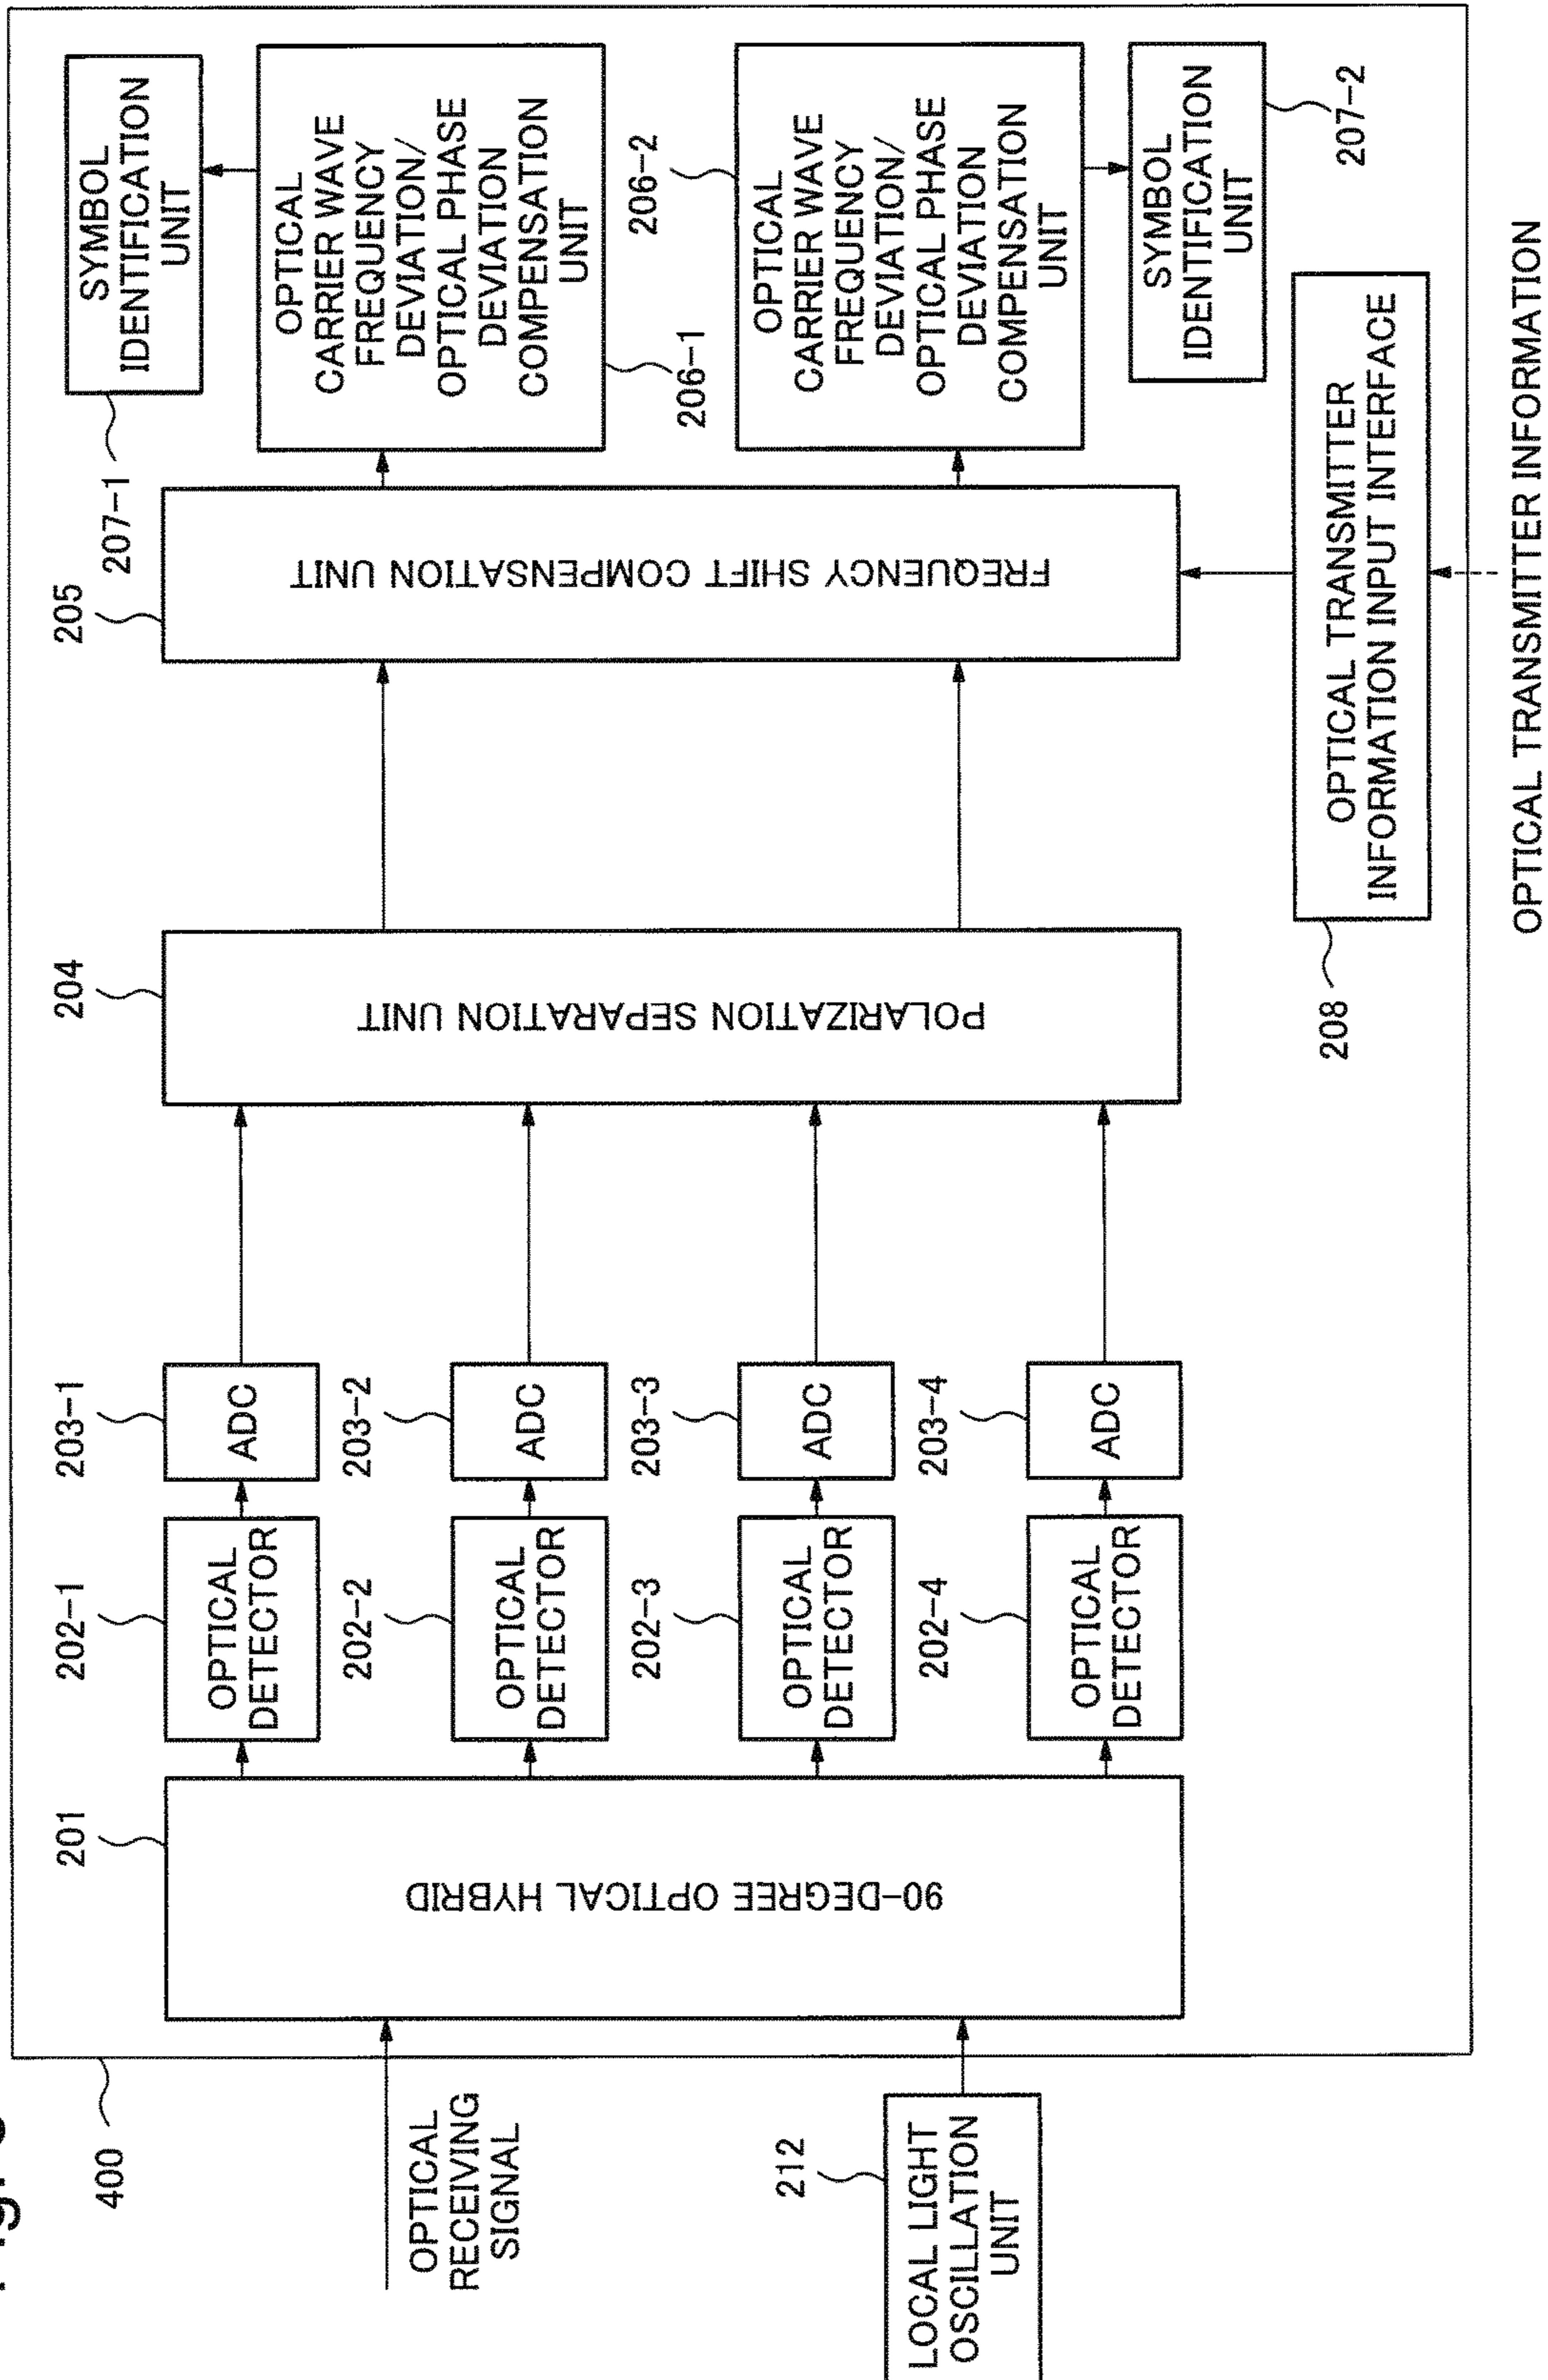 400
OPTICAL
RECEIVING
SIGNAL
212
LOCAL LIGHT
OSCILLATION
UNIT
201
90-DEGREE OPTICAL HYBRID
202-1
OPTICAL
DETECTOR
202-2
OPTICAL
DETECTOR
202-3
OPTICAL
DETECTOR
202-4
OPTICAL
DETECTOR
203-1
ADC
203-2
ADC
203-3
ADC
203-4
ADC
204
POLARIZATION SEPARATION UNIT
205
FREQUENCY SHIFT COMPENSATION UNIT
207-1
SYMBOL
IDENTIFICATION
UNIT
OPTICAL
CARRIER WAVE
FREQUENCY
DEVIATION/
OPTICAL PHASE
DEVIATION
COMPENSATION
UNIT
206-1
206-2
OPTICAL
CARRIER WAVE
FREQUENCY
DEVIATION/
OPTICAL PHASE
DEVIATION
COMPENSATION
UNIT
SYMBOL
IDENTIFICATION
UNIT
207-2
208
OPTICAL TRANSMITTER
INFORMATION INPUT INTERFACE
OPTICAL TRANSMITTER INFORMATION